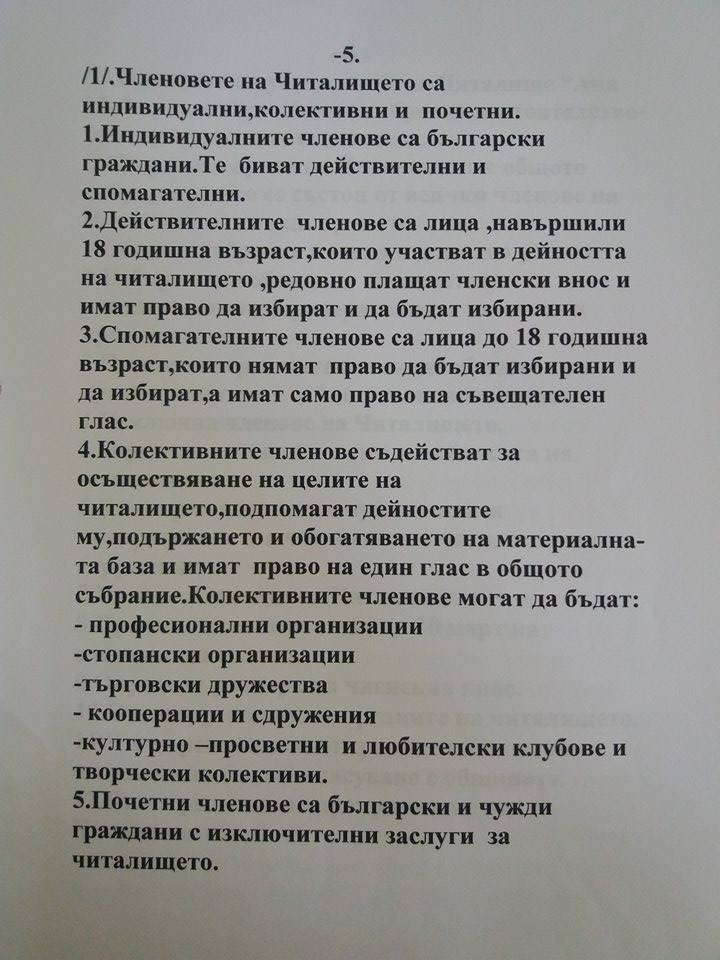 -5.
/1/.Членовете на Читалището са
индивидуални,колективни и почетни.
1.Индивидуалните членове са български
граждани.Те биват действителни и
спомагателни.
2.Действителните членове са лица ,навършили
18 годишна възраст,които участват в дейността
на читалището ,редовно плащат членски внос и
имат право да избират и да бъдат избирани.
3.Спомагателните членове са лица до 18 годишна
възраст,които нямат право да бъдат избирани и
да избират,а имат само право на съвещателен
глас.
4.Колективните членове съдействат за
осъществяване на целите на
читалището,подпомагат дейностите
му,подържането и обогатяването на материална-
та база и имат право на един глас в общото
събрание.Колективните членове могат да бъдат:
- професионални организации
-стопански организации
-търговски дружества
- кооперации и сдружения
-културно –просветни и любителски клубове и
творчески колективи.
5.Почетни членове са български и чужди
граждани с изключителни заслуги за
читалището.